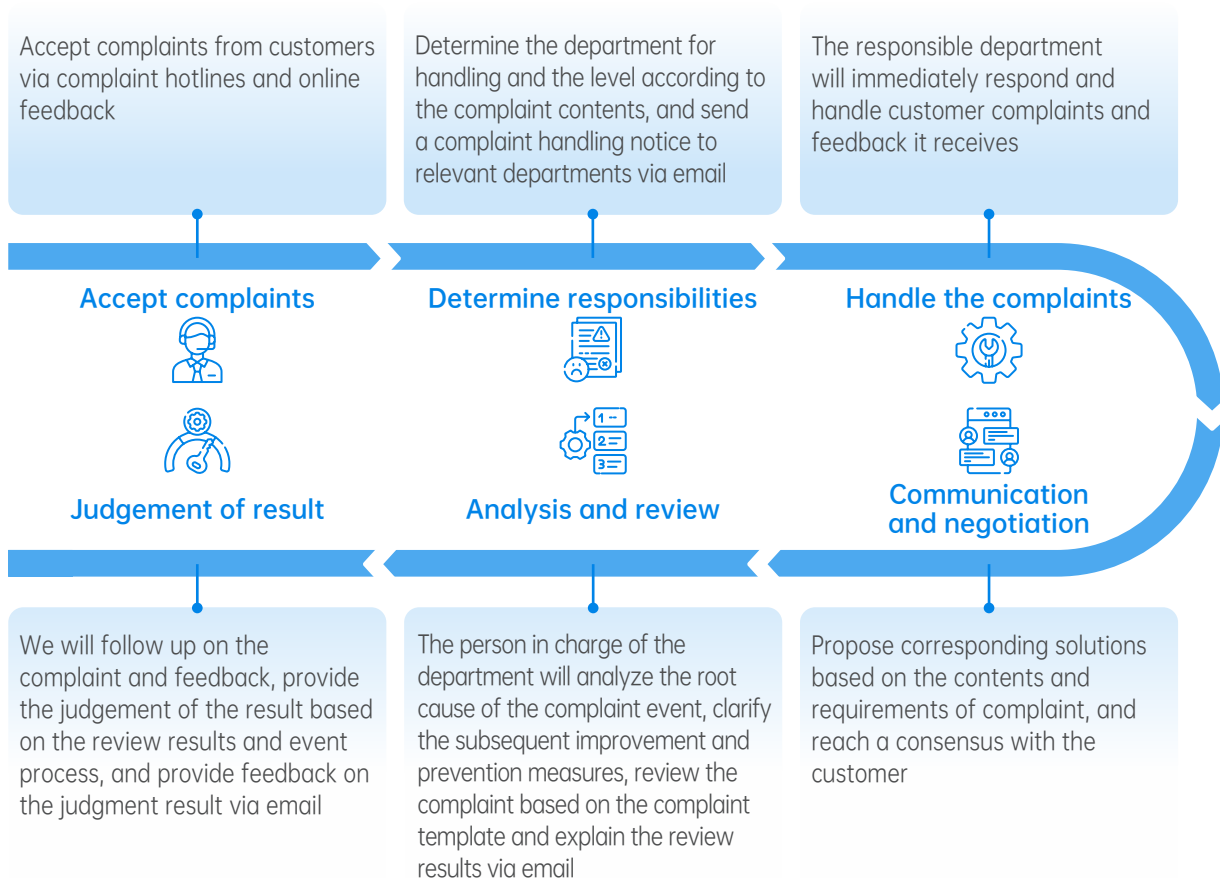 Accept complaints from customers
via complaint hotlines and online
feedback
Determine the department for
handling and the level according to
the complaint contents, and send
a complaint handling notice to
relevant departments via email
The responsible department
will immediately respond and
handle customer complaints and
feedback it receives
Accept complaints
Determine responsibilities
Handle the complaints
1
2
3
Judgement of result
Analysis and review
Communication
and negotiation
We will follow up on the
complaint and feedback, provide
the judgement of the result based
on the review results and event
process, and provide feedback on
the judgment result via email
The person in charge of the
department will analyze the root
cause of the complaint event, clarify
the subsequent improvement and
prevention measures, review the
complaint based on the complaint
template and explain the review
results via email
Propose corresponding solutions
based on the contents and
requirements of complaint, and
reach a consensus with the
customer